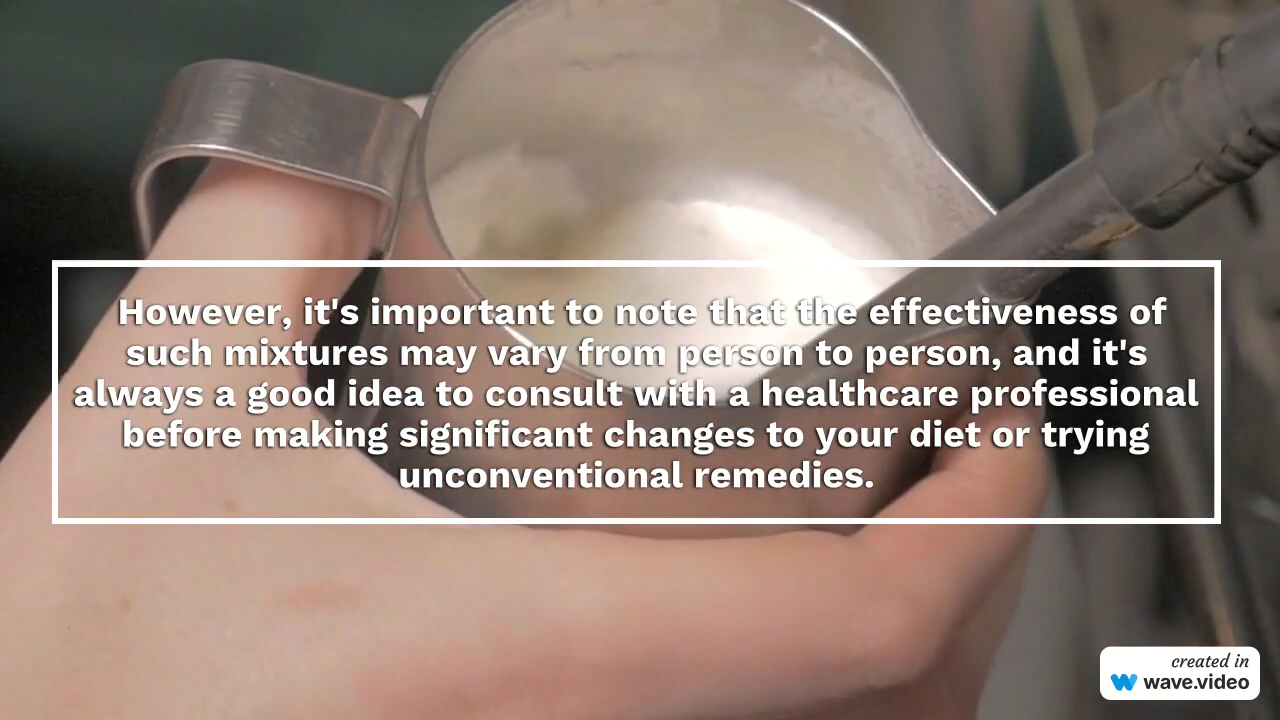 However, it's important to note that the effectiveness of
such mixtures may vary from person to person, and it's
always a good idea to consult with a healthcare professional
before making significant changes to your diet or trying
unconventional remedies.
created in
wave.video